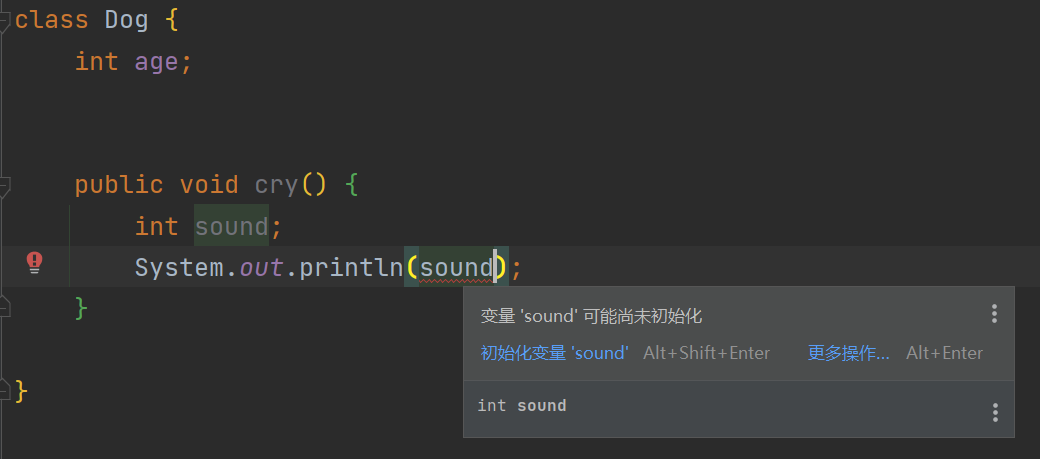 class Dog {
int age;
public void cry() {
int sound;
System.out.println(sound);
}
变量 'sound' 可能尚未初始化
初始化变量 'sound' Alt+Shift+Enter 更多操作... Alt+Enter
}
int sound